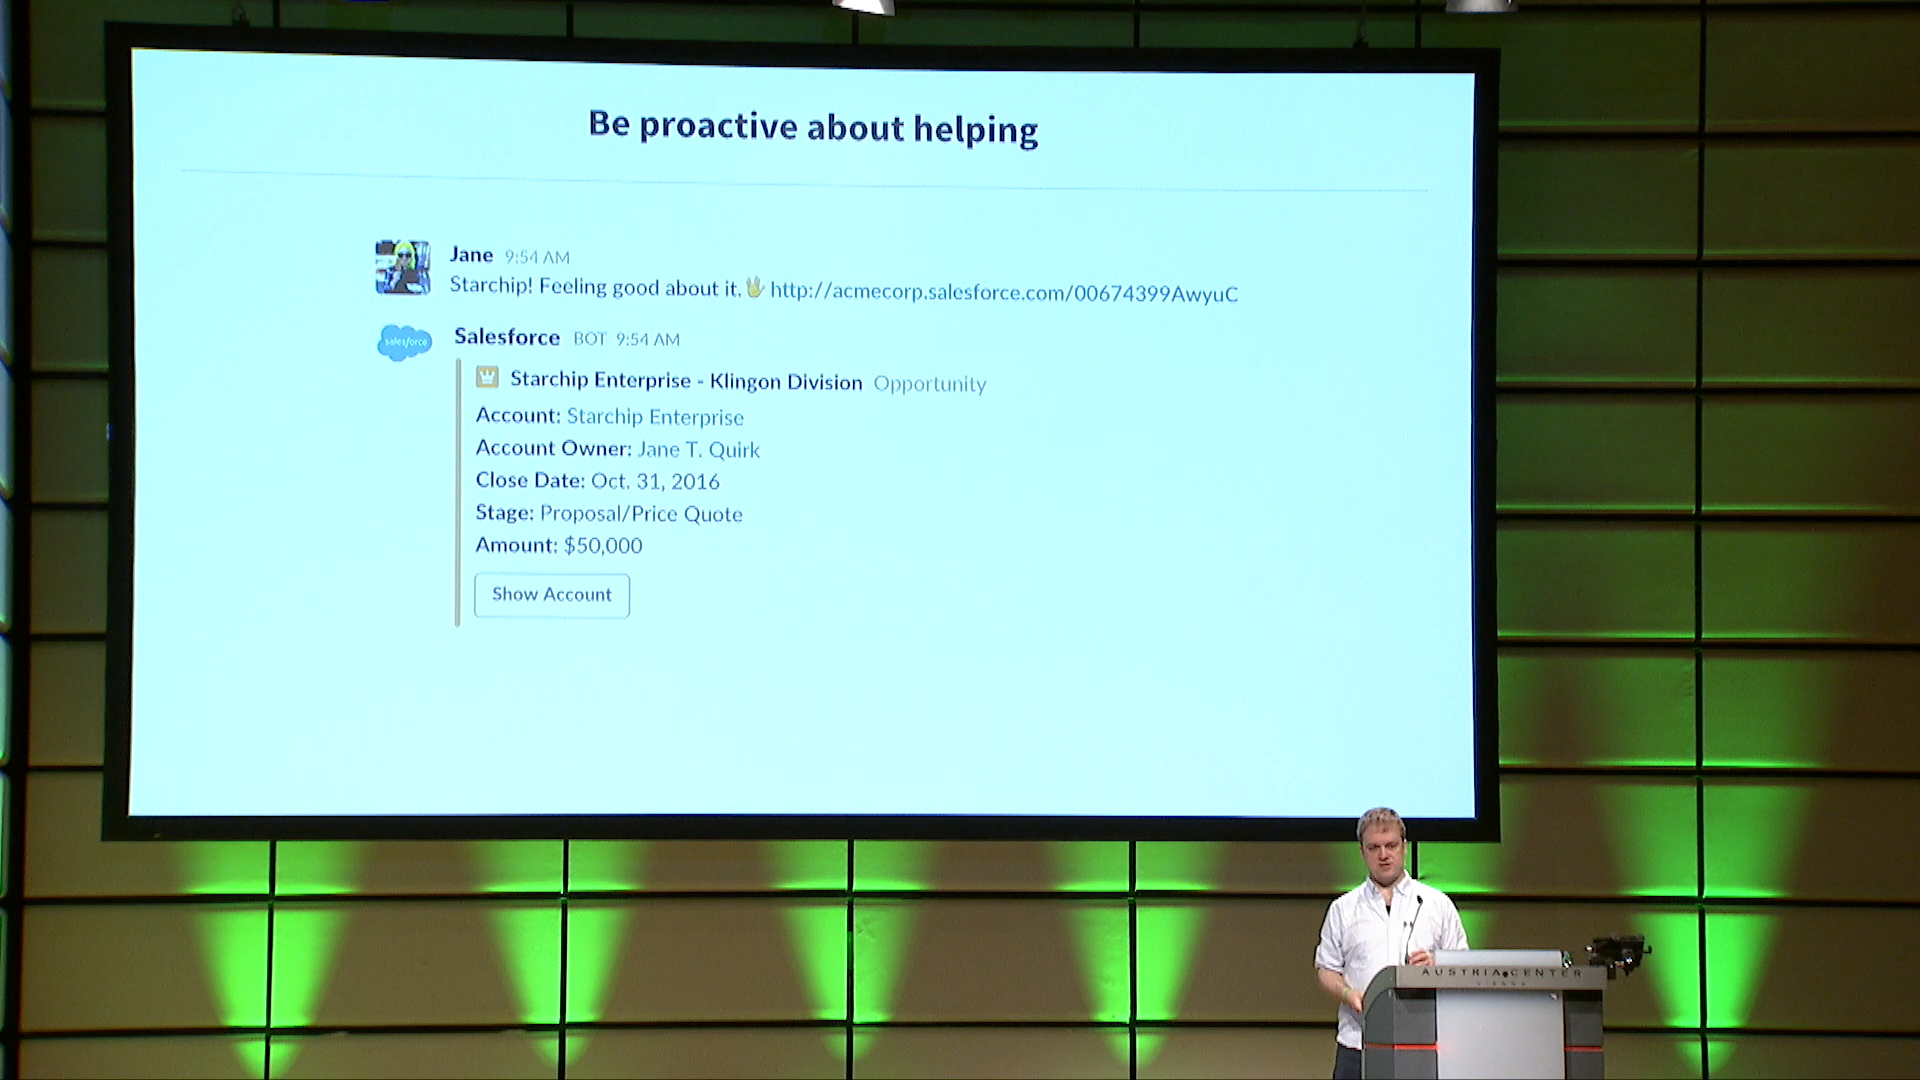 Be proactive about helping
Jane 9:54 AM
Starchip! Feeling good about it. 🖖 http://acmecorp.salesforce.com/00674399AwyuC
salesforce
Salesforce BOT 9:54 AM
Starchip Enterprise - Klingon Division Opportunity
Account: Starchip Enterprise
Account Owner: Jane T. Quirk
Close Date: Oct. 31, 2016
Stage: Proposal/Price Quote
Amount: $50,000
Show Account
AUSTRIA CENTER
VIENNA